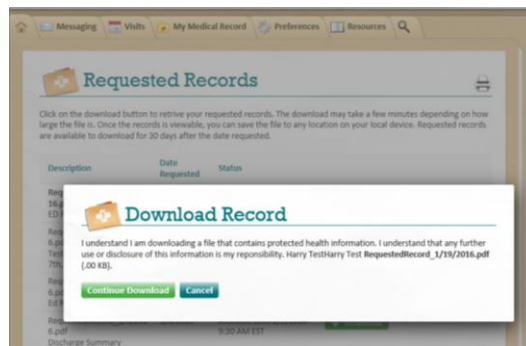 Messaging Visits My Medical Record Preferences Resources
Requested Records
Click on the download button to retrive your requested records. The download may take a few minutes depending on how
large the file is. Once the records is viewable, you can save the file to any location on your local device. Requested records
are available to download for 30 days after the date requested.
Description Date Requested Status
Download Record
I understand I am downloading a file that contains protected health information. I understand that any further
use or disclosure of this information is my reponsibility. Harry TestHarry Test RequestedRecord_1/19/2016.pdf
(.00 KB).
Continue Download Cancel
6.pdf 9:30 AM EST
Discharge Summary